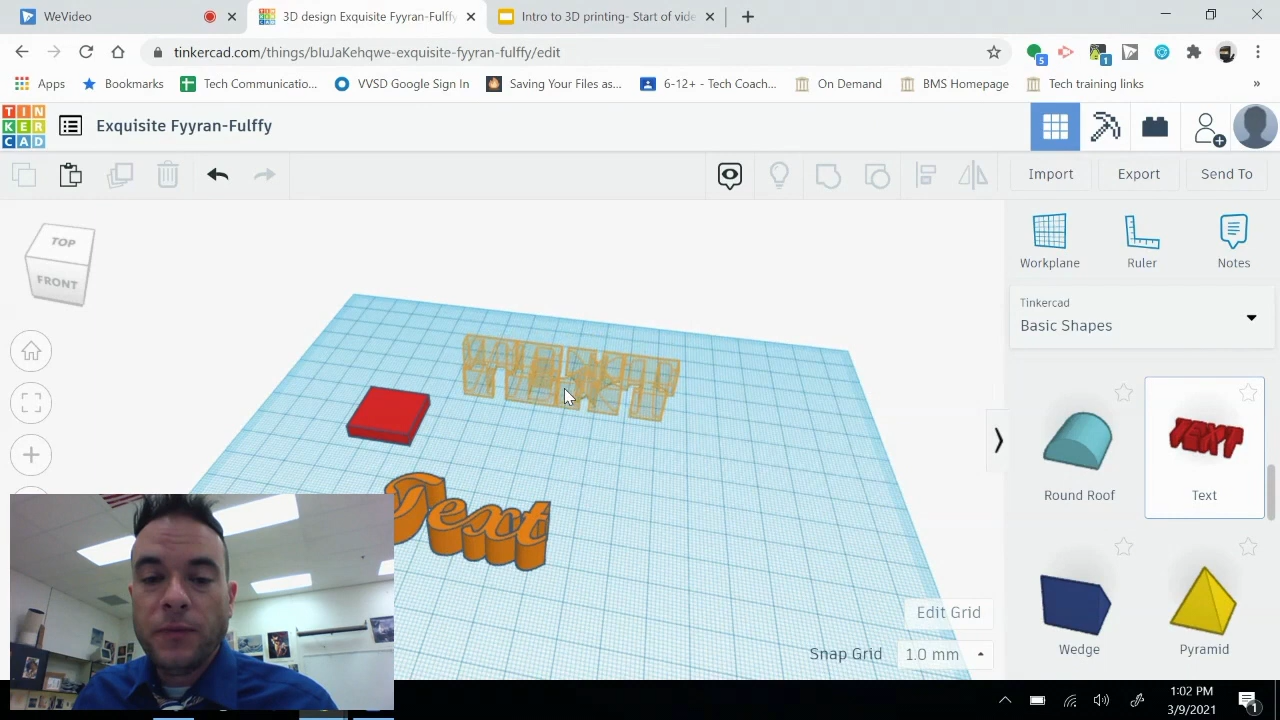 WeVideo
3D design Exquisite Fyyran-Fulffy
Intro to 3D printing- Start of vide
tinkercad.com/things/bIuJaKehqwe-exquisite-fyyran-fulffy/edit
5
1
Apps
Bookmarks
Tech Communicatio...
VVSD Google Sign In
Saving Your Files as...
6-12+ - Tech Coach...
On Demand
BMS Homepage
Tech training links
»
TIN
KER
CAD
Exquisite Fyyran-Fulffy
Import
Export
Send To
TOP
FRONT
Workplane
Ruler
Notes
Tinkercad
Basic Shapes
Text
TEXT
Round Roof
Text
Wedge
Pyramid
Edit Grid
Snap Grid
1.0 mm
1:02 PM
3/9/2021
1